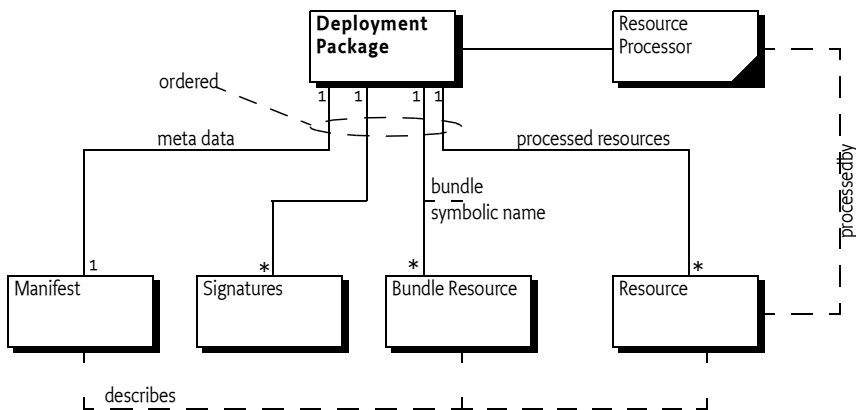 Deployment
Package
Resource
Processor
ordered
1
1
1
1
meta data
processed resources
processedby
bundle
symbolic name
1
*
*
*
Manifest
Signatures
Bundle Resource
Resource
describes